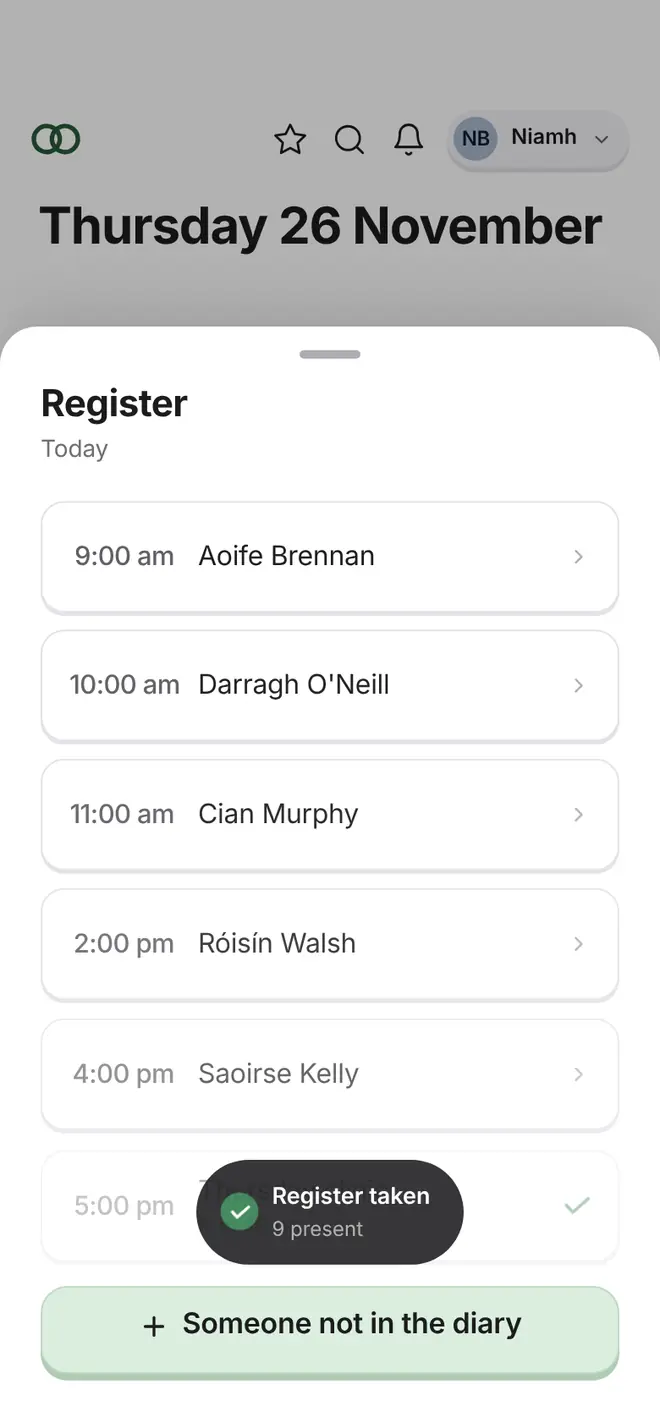 NB
Niamh
Thursday 26 November
Register
Today
9:00 am Aoife Brennan
10:00 am Darragh O'Neill
11:00 am Cian Murphy
2:00 pm Róisín Walsh
4:00 pm Saoirse Kelly
5:00 pm
Register taken
9 present
+ Someone not in the diary